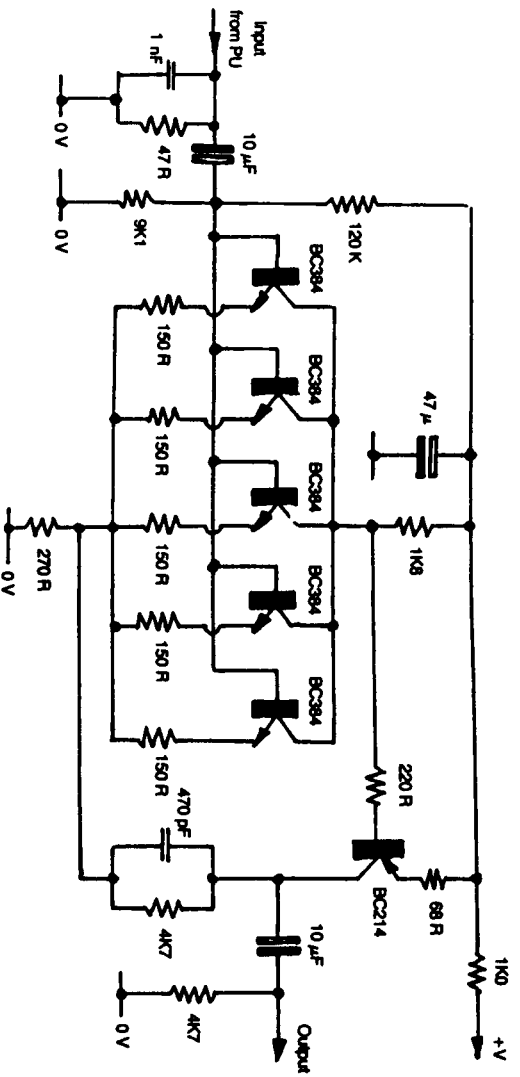 Input
from PU
1 nF
47 R
0 V
10 µF
9K1
0 V
120 K
BC384
BC384
BC384
BC384
BC384
150 R
150 R
150 R
150 R
150 R
47 µ
1K8
270 R
0 V
220 R
BC214
68 R
1K0
+V
470 pF
4K7
10 µF
4K7
0 V
Output